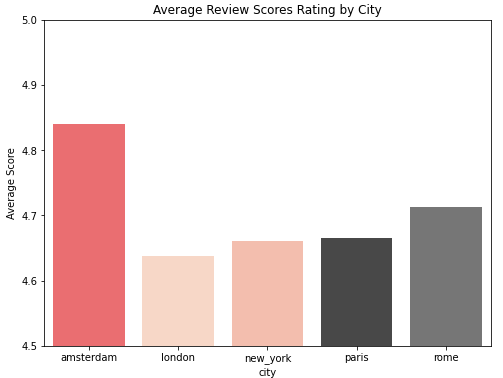 Average Review Scores Rating by City
5.0
4.9
4.8
4.7
4.6
4.5
Average Score
amsterdam london new_york paris rome
city